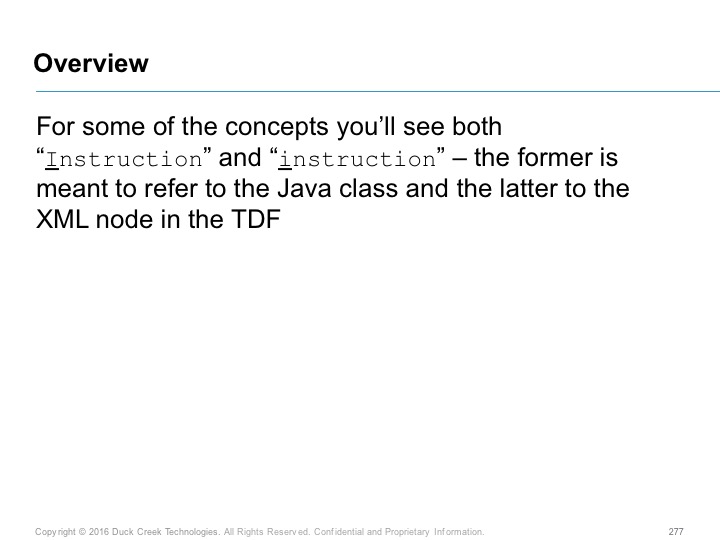 Overview
For some of the concepts you’ll see both
“Instruction” and “instruction” – the former is
meant to refer to the Java class and the latter to the
XML node in the TDF
Copyright © 2016 Duck Creek Technologies. All Rights Reserved. Confidential and Proprietary Information.
277